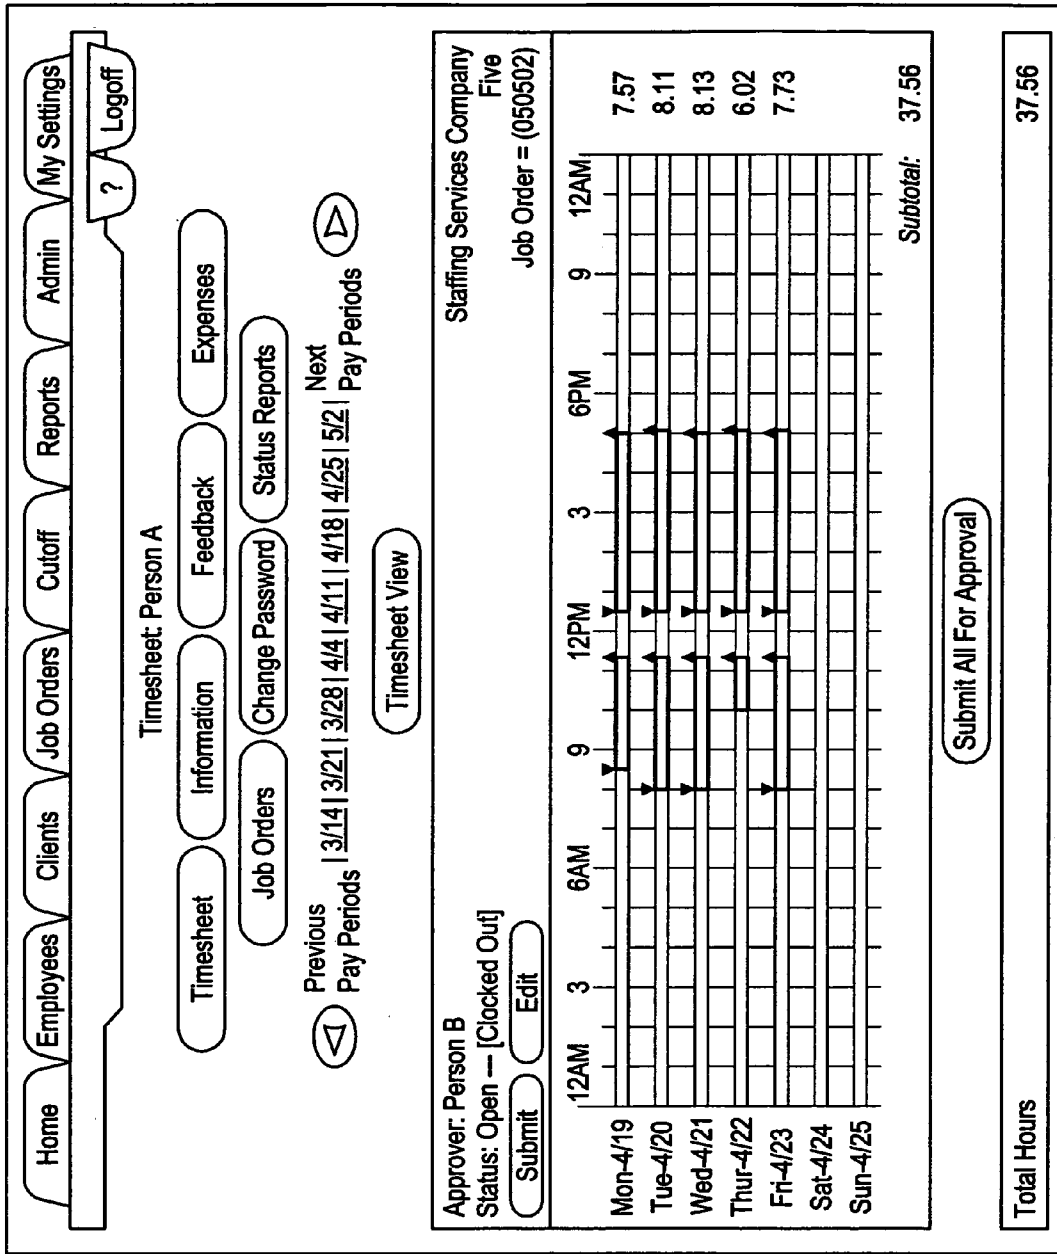 Home Employees Clients Job Orders Cutoff Reports Admin My Settings
? Logoff
Timesheet: Person A
Timesheet Information Feedback Expenses
Job Orders Change Password Status Reports
Previous
Pay Periods | 3/14 | 3/21 | 3/28 | 4/4 | 4/11 | 4/18 | 4/25 | 5/2 | Next
Pay Periods
Timesheet View
Approver: Person B Staffing Services Company
Status: Open --- [Clocked Out] Five
Submit Edit Job Order = (050502)
12AM 3 6AM 9 12PM 3 6PM 9 12AM
Mon-4/19 7.57
Tue-4/20 8.11
Wed-4/21 8.13
Thur-4/22 6.02
Fri-4/23 7.73
Sat-4/24
Sun-4/25
Subtotal: 37.56
Submit All For Approval
Total Hours 37.56